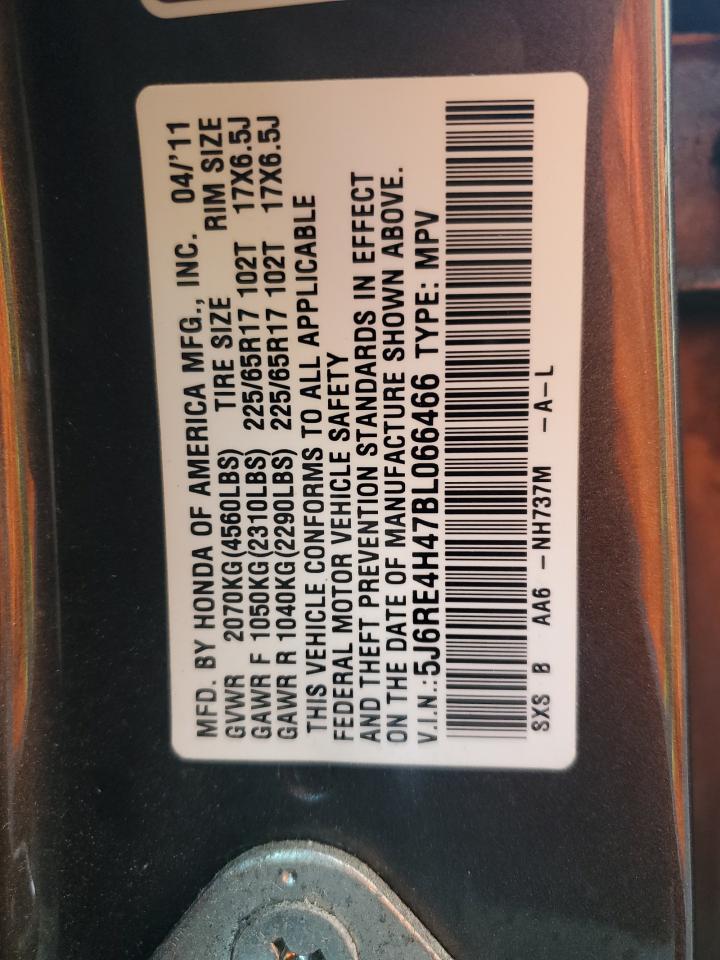 MFD. BY HONDA OF AMERICA MFG., INC. 04/'11
GVWR 2070KG(4560LBS) TIRE SIZE RIM SIZE
GAWR F 1050KG(2310LBS) 225/65R17 102T 17X6.5J
GAWR R 1040KG(2290LBS) 225/65R17 102T 17X6.5J
THIS VEHICLE CONFORMS TO ALL APPLICABLE
FEDERAL MOTOR VEHICLE SAFETY
AND THEFT PREVENTION STANDARDS IN EFFECT
ON THE DATE OF MANUFACTURE SHOWN ABOVE.
V.I.N.: 5J6RE4H47BL066466 TYPE: MPV
SXS B AA6 -NH737M -A-L